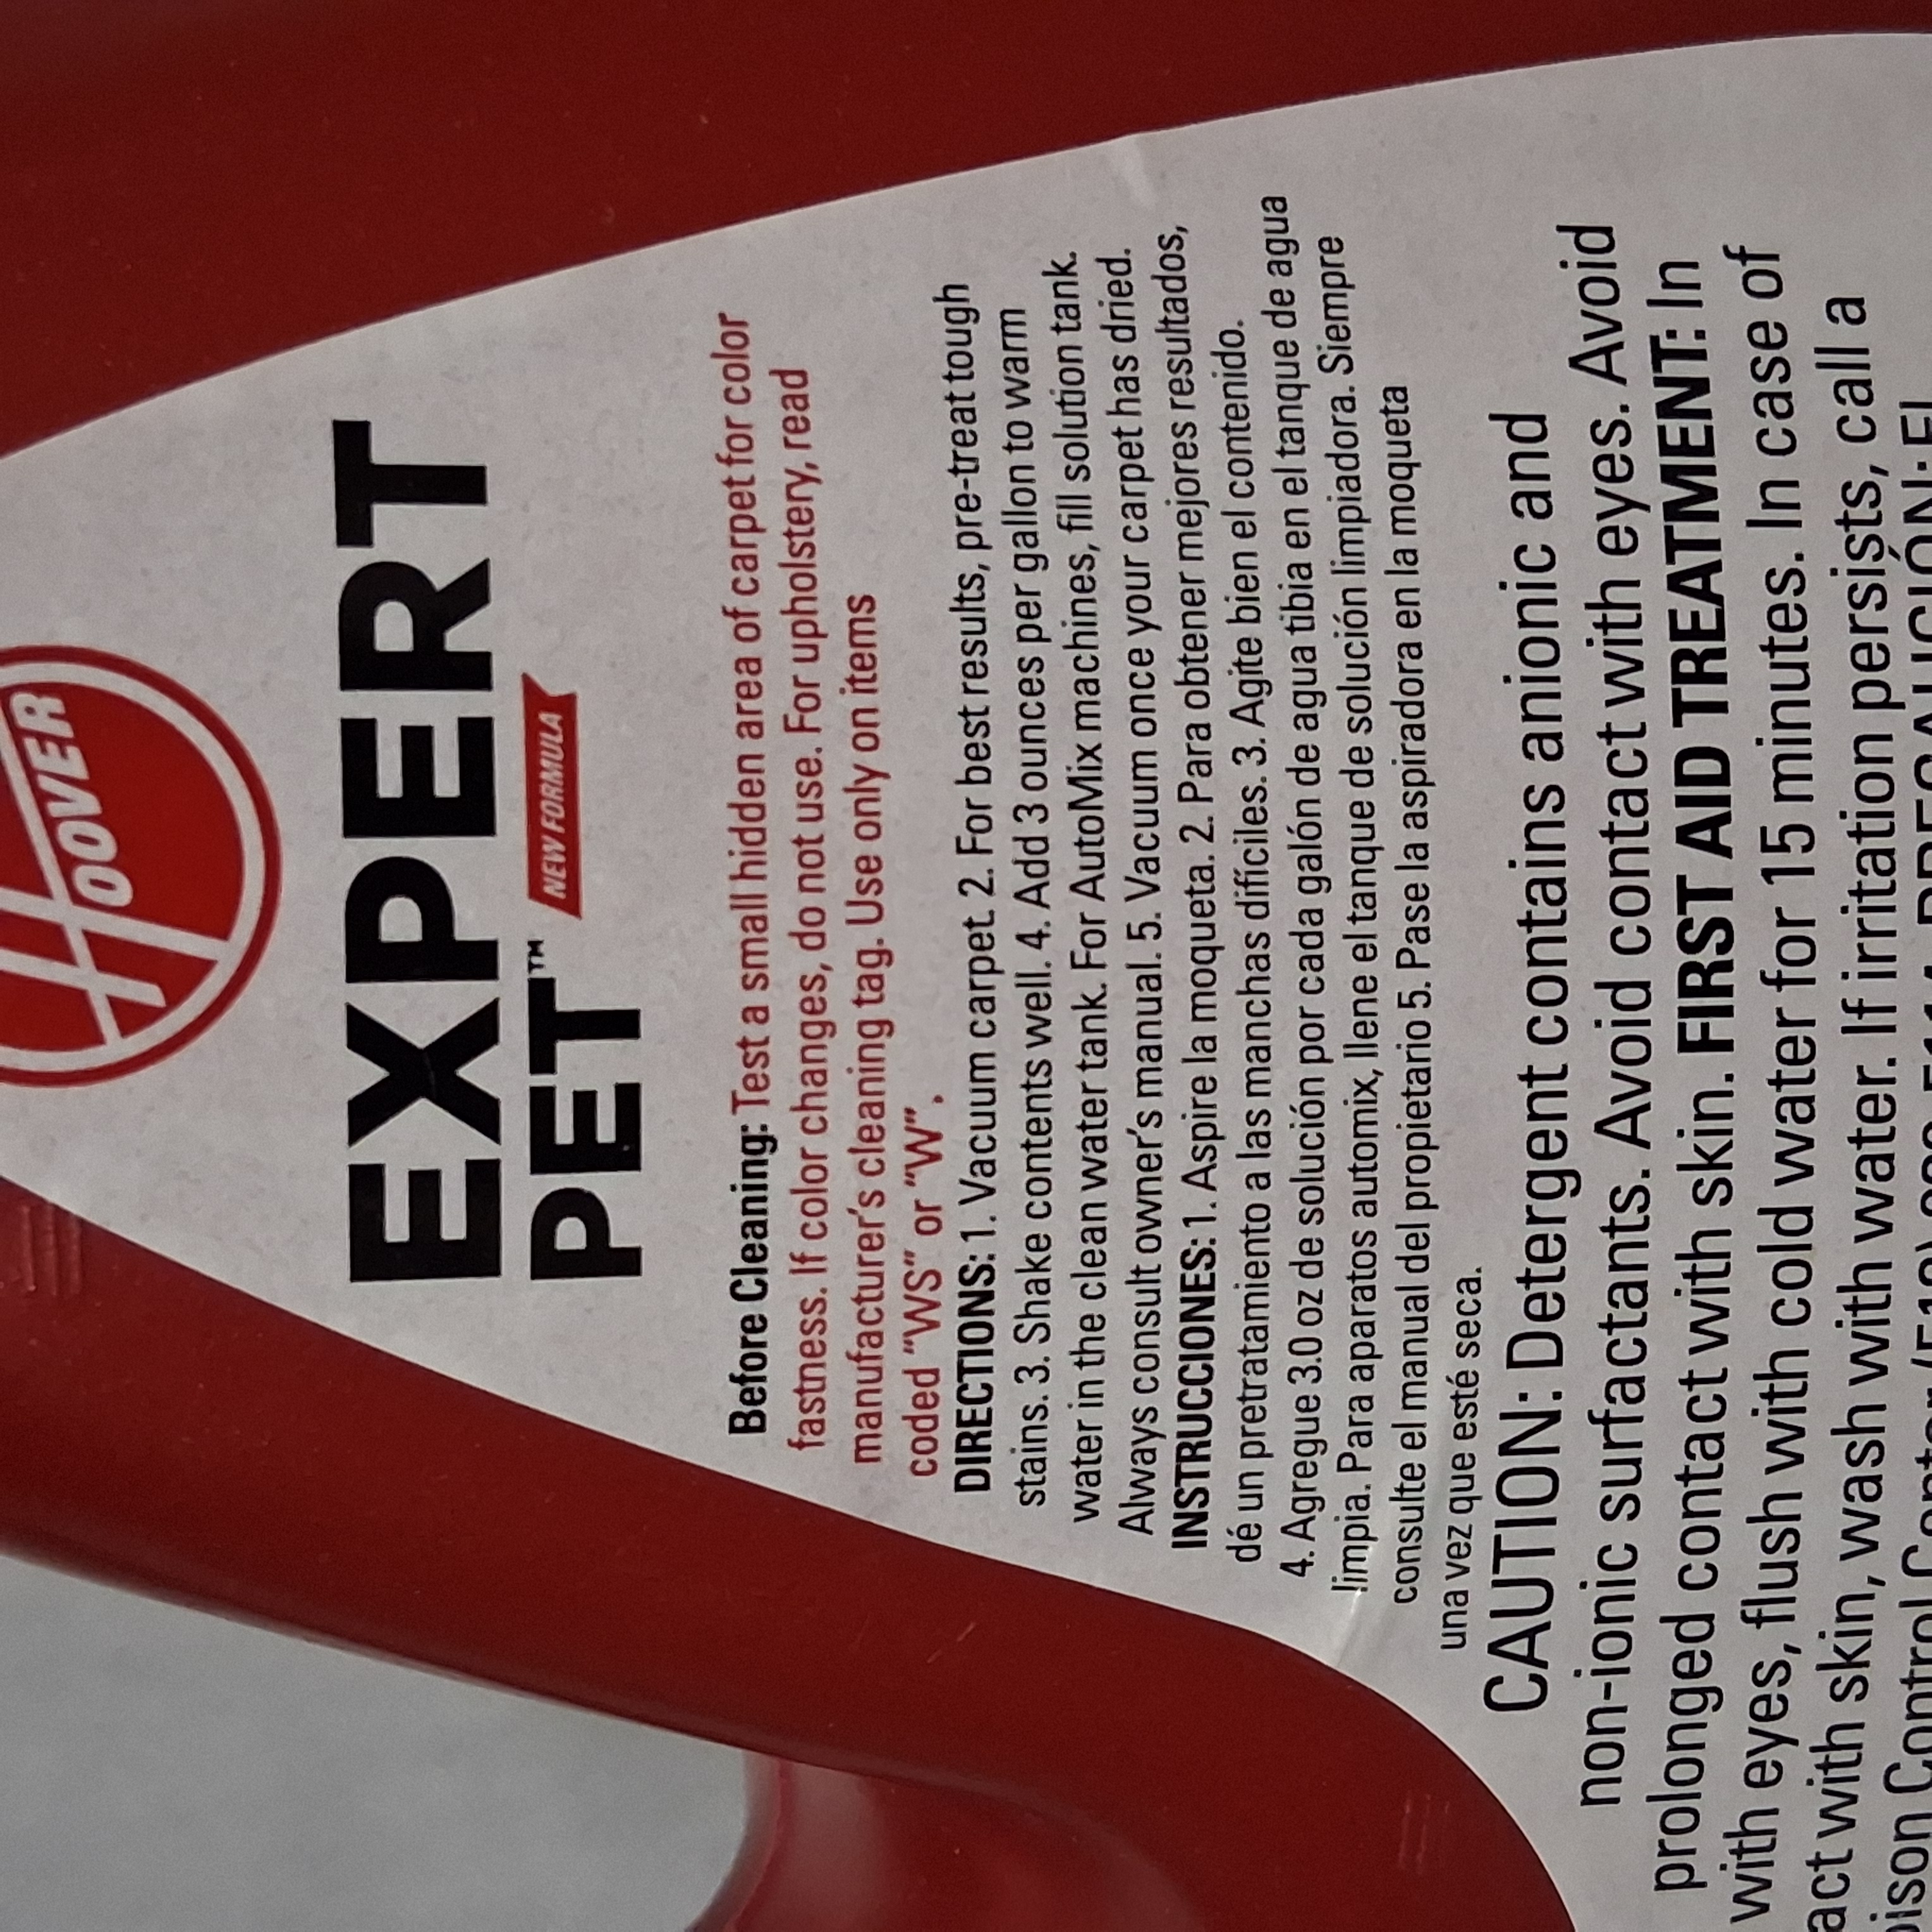 HOOVER
EXPERT
PET™ NEW FORMULA
Before Cleaning: Test a small hidden area of carpet for color
fastness. If color changes, do not use. For upholstery, read
manufacturer's cleaning tag. Use only on items
coded "WS" or "W".
DIRECTIONS: 1. Vacuum carpet. 2. For best results, pre-treat tough
stains. 3. Shake contents well. 4. Add 3 ounces per gallon to warm
water in the clean water tank. For AutoMix machines, fill solution tank.
Always consult owner's manual. 5. Vacuum once your carpet has dried.
INSTRUCCIONES: 1. Aspire la moqueta. 2. Para obtener mejores resultados,
dé un pretratamiento a las manchas difíciles. 3. Agite bien el contenido.
4. Agregue 3.0 oz de solución por cada galón de agua tibia en el tanque de agua
limpia. Para aparatos automix, llene el tanque de solución limpiadora. Siempre
consulte el manual del propietario 5. Pase la aspiradora en la moqueta
una vez que esté seca.
CAUTION: Detergent contains anionic and
non-ionic surfactants. Avoid contact with eyes. Avoid
prolonged contact with skin. FIRST AID TREATMENT: In
with eyes, flush with cold water for 15 minutes. In case of
act with skin, wash with water. If irritation persists, call a
ison Control